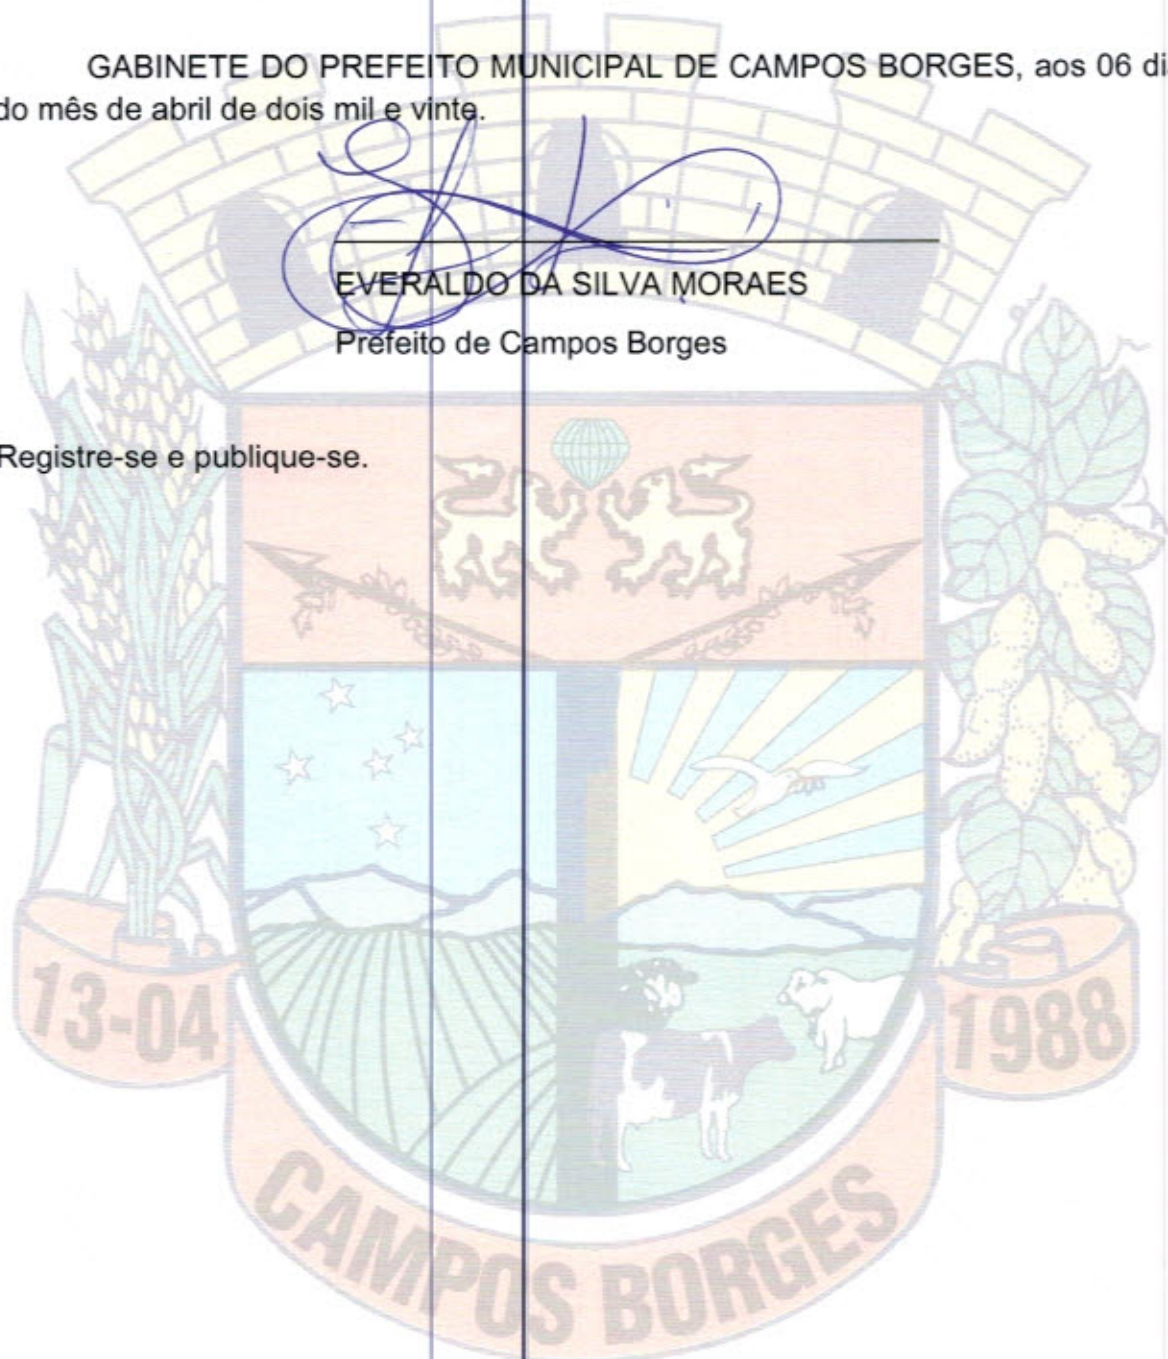 GABINETE DO PREFEITO MUNICIPAL DE CAMPOS BORGES, aos 06
do mês de abril de dois mil e vinte.
EVERALDO DA SILVA MORAES
Prefeito de Campos Borges
Registre-se e publique-se.
13-04
1988
CAMPOS BORGES